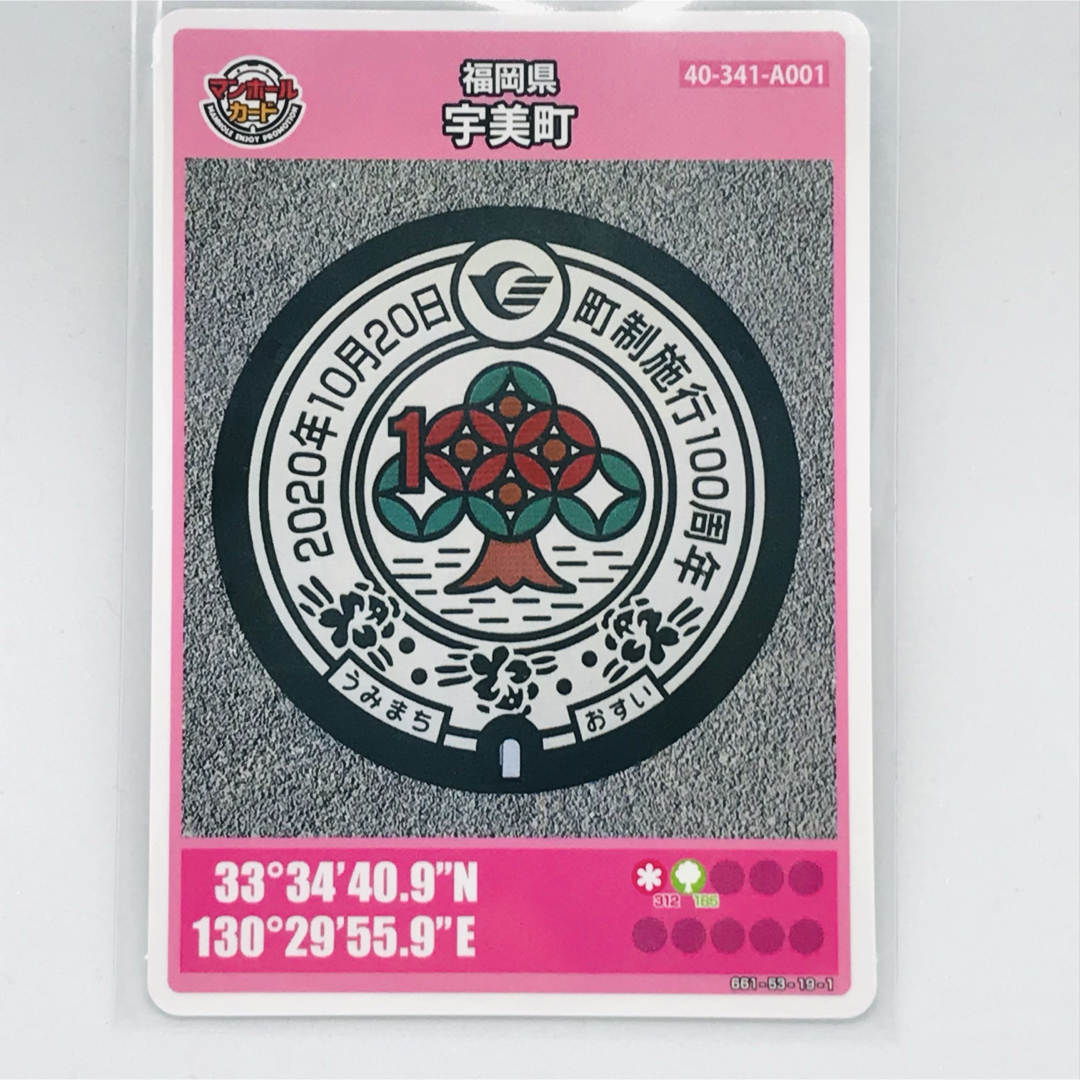 マンホール
カード
MANHOLE ENJOY PROMOTION
福岡県
宇美町
40-341-A001
2020年10月20日
町制施行100周年
1
うみまち
おすい
33°34'40.9"N
130°29'55.9"E
312 186
661-53-19-1